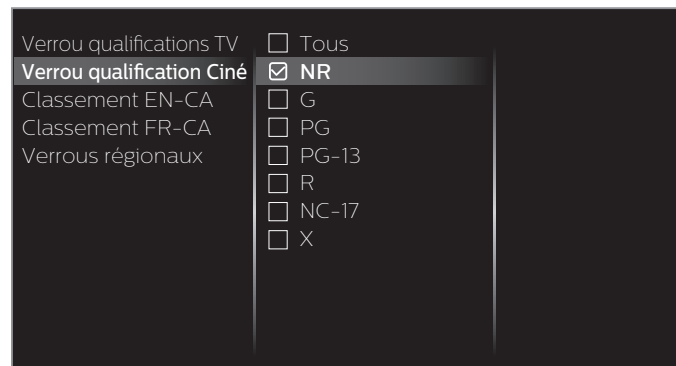 Verrou qualifications TV
Verrou qualification Ciné
Classement EN-CA
Classement FR-CA
Verrous régionaux
Tous
NR
G
PG
PG-13
R
NC-17
X